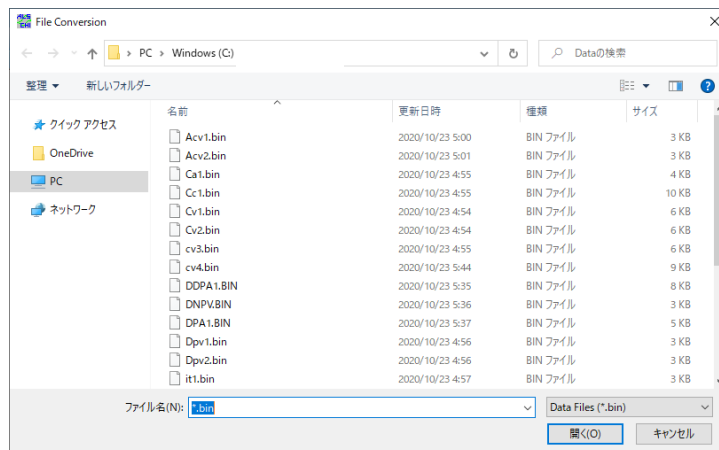 File Conversion
PC > Windows (C:)
Dataの検索
整理 新しいフォルダー
名前 更新日時 種類 サイズ
クイック アクセス
OneDrive
PC
ネットワーク
Acv1.bin 2020/10/23 5:00 BIN ファイル 3 KB
Acv2.bin 2020/10/23 5:01 BIN ファイル 3 KB
Ca1.bin 2020/10/23 4:55 BIN ファイル 4 KB
Cc1.bin 2020/10/23 4:55 BIN ファイル 10 KB
Cv1.bin 2020/10/23 4:54 BIN ファイル 6 KB
Cv2.bin 2020/10/23 4:54 BIN ファイル 6 KB
cv3.bin 2020/10/23 4:55 BIN ファイル 6 KB
cv4.bin 2020/10/23 5:44 BIN ファイル 9 KB
DDPA1.BIN 2020/10/23 5:35 BIN ファイル 8 KB
DNPV.BIN 2020/10/23 5:36 BIN ファイル 3 KB
DPA1.BIN 2020/10/23 5:37 BIN ファイル 5 KB
Dpv1.bin 2020/10/23 4:56 BIN ファイル 3 KB
Dpv2.bin 2020/10/23 4:56 BIN ファイル 3 KB
it1.bin 2020/10/23 4:57 BIN ファイル 3 KB
ファイル名(N): *.bin Data Files (*.bin)
開く(O) キャンセル